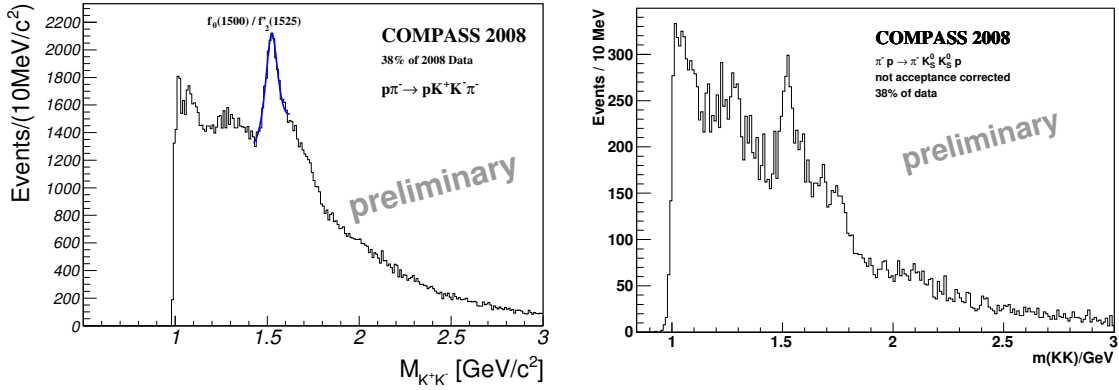 f₀(1500) / f'₂(1525)
COMPASS 2008
38% of 2008 Data
pπ⁻→ pK⁺K⁻π⁻
preliminary
Events/(10MeV/c²)
2200
2000
1800
1600
1400
1200
1000
800
600
400
200
0
1
1.5
2
2.5
3
M_K⁺K⁻ [GeV/c²]
COMPASS 2008
π⁻ p → π⁻ K⁰_S K⁰_S p
not acceptance corrected
38% of data
preliminary
Events / 10 MeV
300
250
200
150
100
50
0
1
1.5
2
2.5
3
m(KK)/GeV